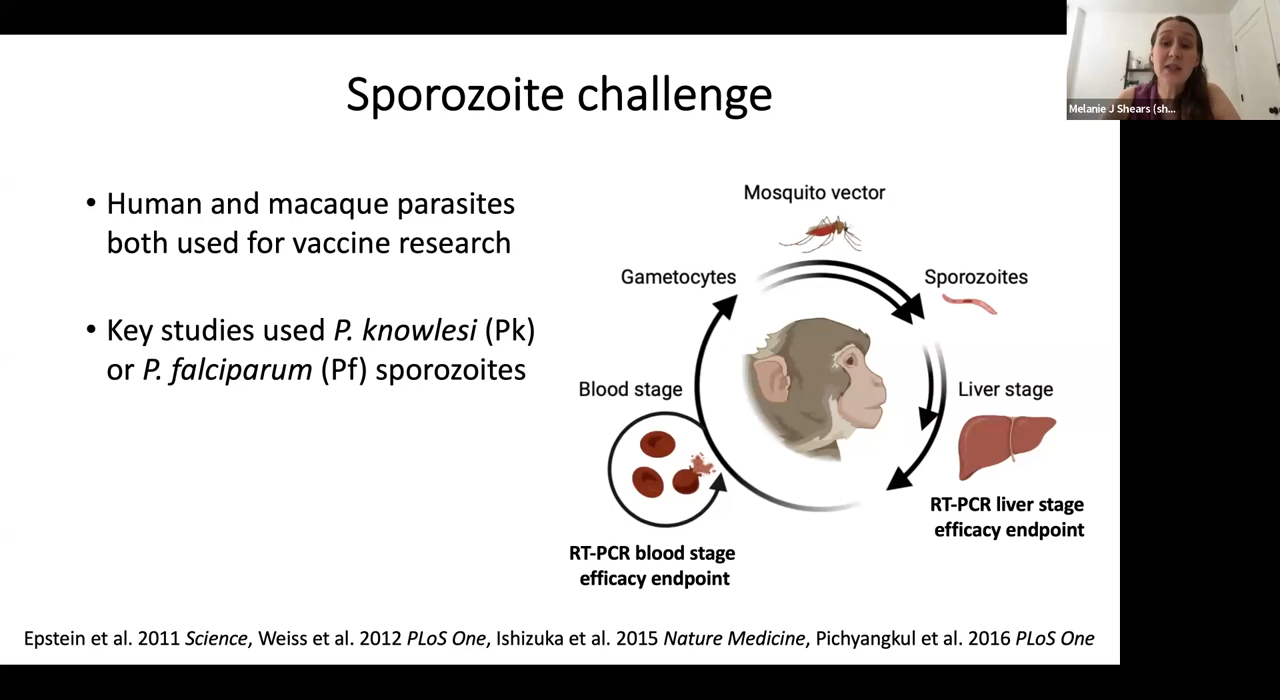 Sporozoite challenge
Melanie J Shears (sh...
• Human and macaque parasites
both used for vaccine research
• Key studies used P. knowlesi (Pk)
or P. falciparum (Pf) sporozoites
Mosquito vector
Gametocytes
Sporozoites
Blood stage
Liver stage
RT-PCR liver stage
efficacy endpoint
RT-PCR blood stage
efficacy endpoint
Epstein et al. 2011 Science, Weiss et al. 2012 PLoS One, Ishizuka et al. 2015 Nature Medicine, Pichyangkul et al. 2016 PLoS One